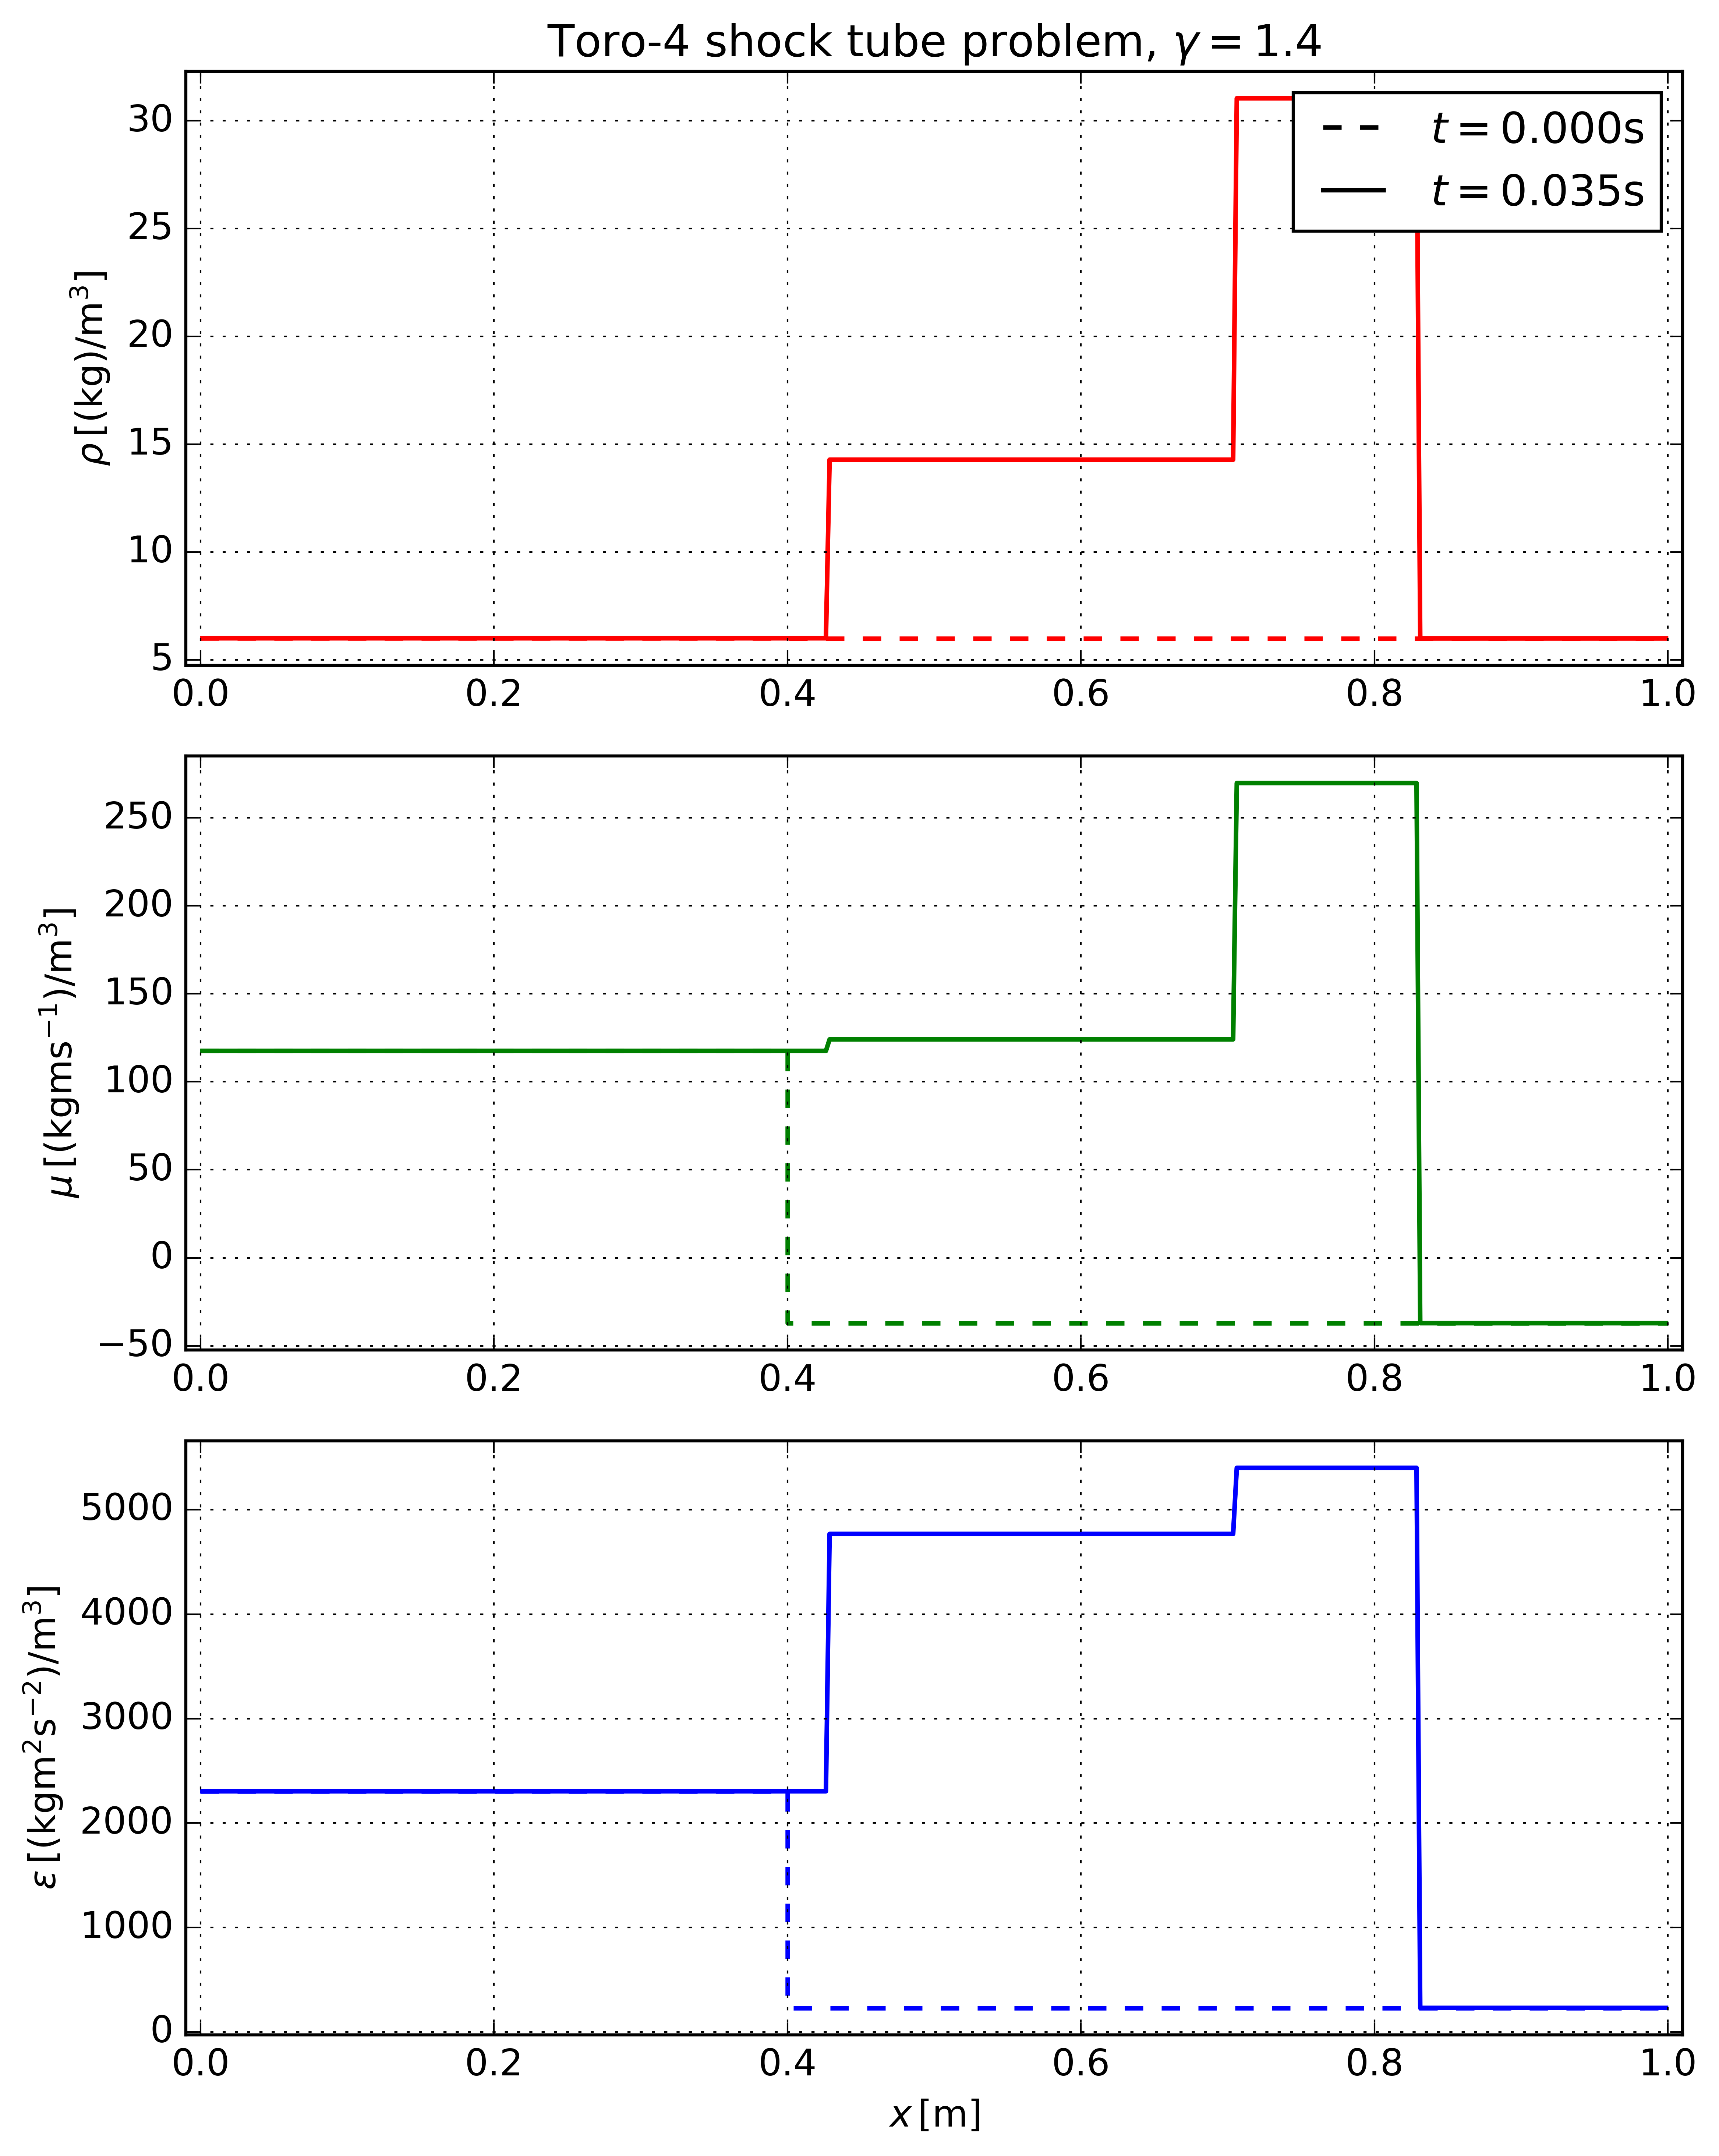 Toro-4 shock tube problem, γ = 1.4
t = 0.000s
t = 0.035s
ρ [(kg)/m³]
30
25
20
15
10
5
0.0 0.2 0.4 0.6 0.8 1.0
μ [(kgms⁻¹)/m³]
250
200
150
100
50
0
−50
0.0 0.2 0.4 0.6 0.8 1.0
ε [(kgm²s⁻²)/m³]
5000
4000
3000
2000
1000
0
0.0 0.2 0.4 0.6 0.8 1.0
x [m]